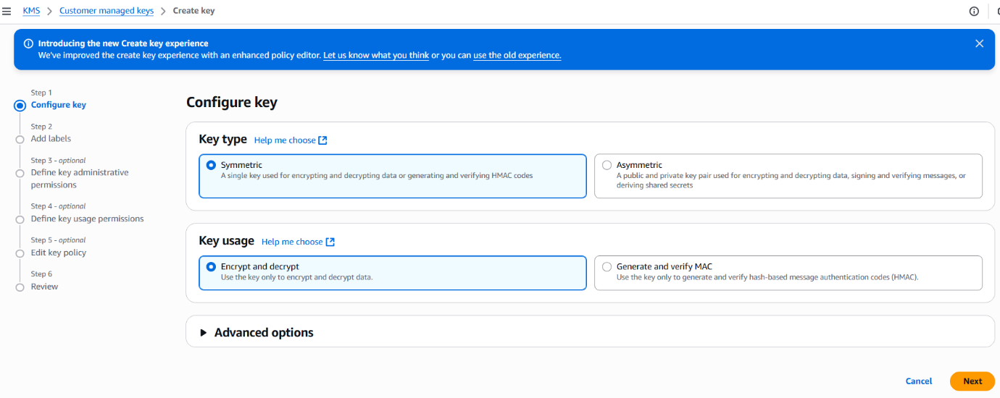 KMS > Customer managed keys > Create key
Introducing the new Create key experience
We've improved the create key experience with an enhanced policy editor. Let us know what you think or you can use the old experience.
Step 1
Configure key
Step 2
Add labels
Step 3 - optional
Define key administrative
permissions
Step 4 - optional
Define key usage permissions
Step 5 - optional
Edit key policy
Step 6
Review
Configure key
Key type Help me choose
Symmetric
A single key used for encrypting and decrypting data or generating and verifying HMAC codes
Asymmetric
A public and private key pair used for encrypting and decrypting data, signing and verifying messages, or
deriving shared secrets
Key usage Help me choose
Encrypt and decrypt
Use the key only to encrypt and decrypt data.
Generate and verify MAC
Use the key only to generate and verify hash-based message authentication codes (HMAC).
Advanced options
Cancel Next